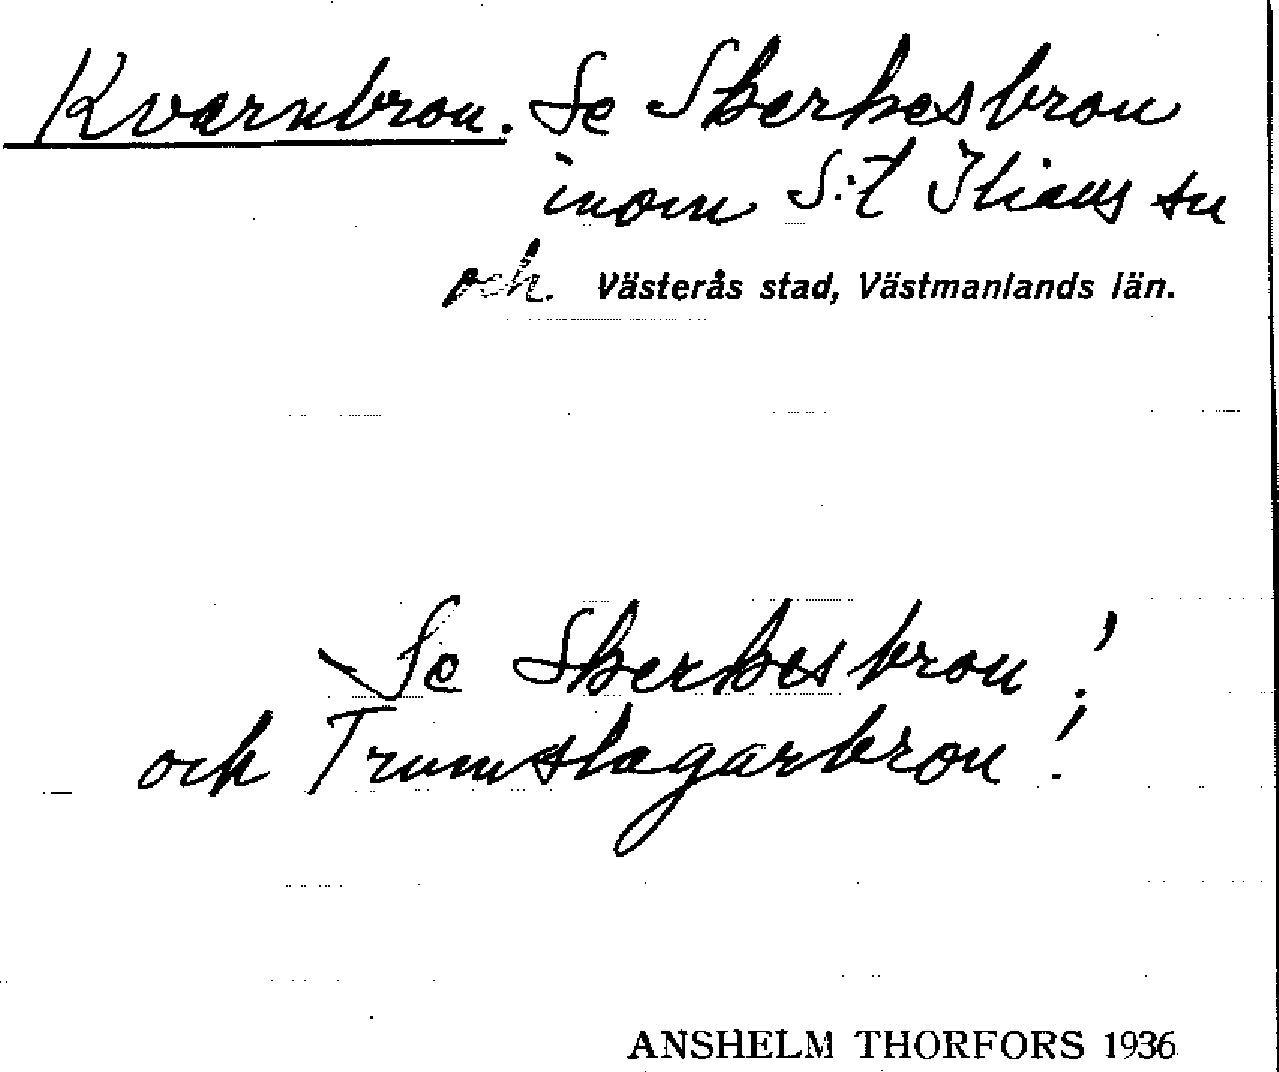 Kvarnbron. Se Skerkesbron
inom S:t Ilians sn
och. Västerås stad, Västmanlands län.
Se Skerkesbron!
och Trumslagarbron!
ANSHELM THORFORS 1936